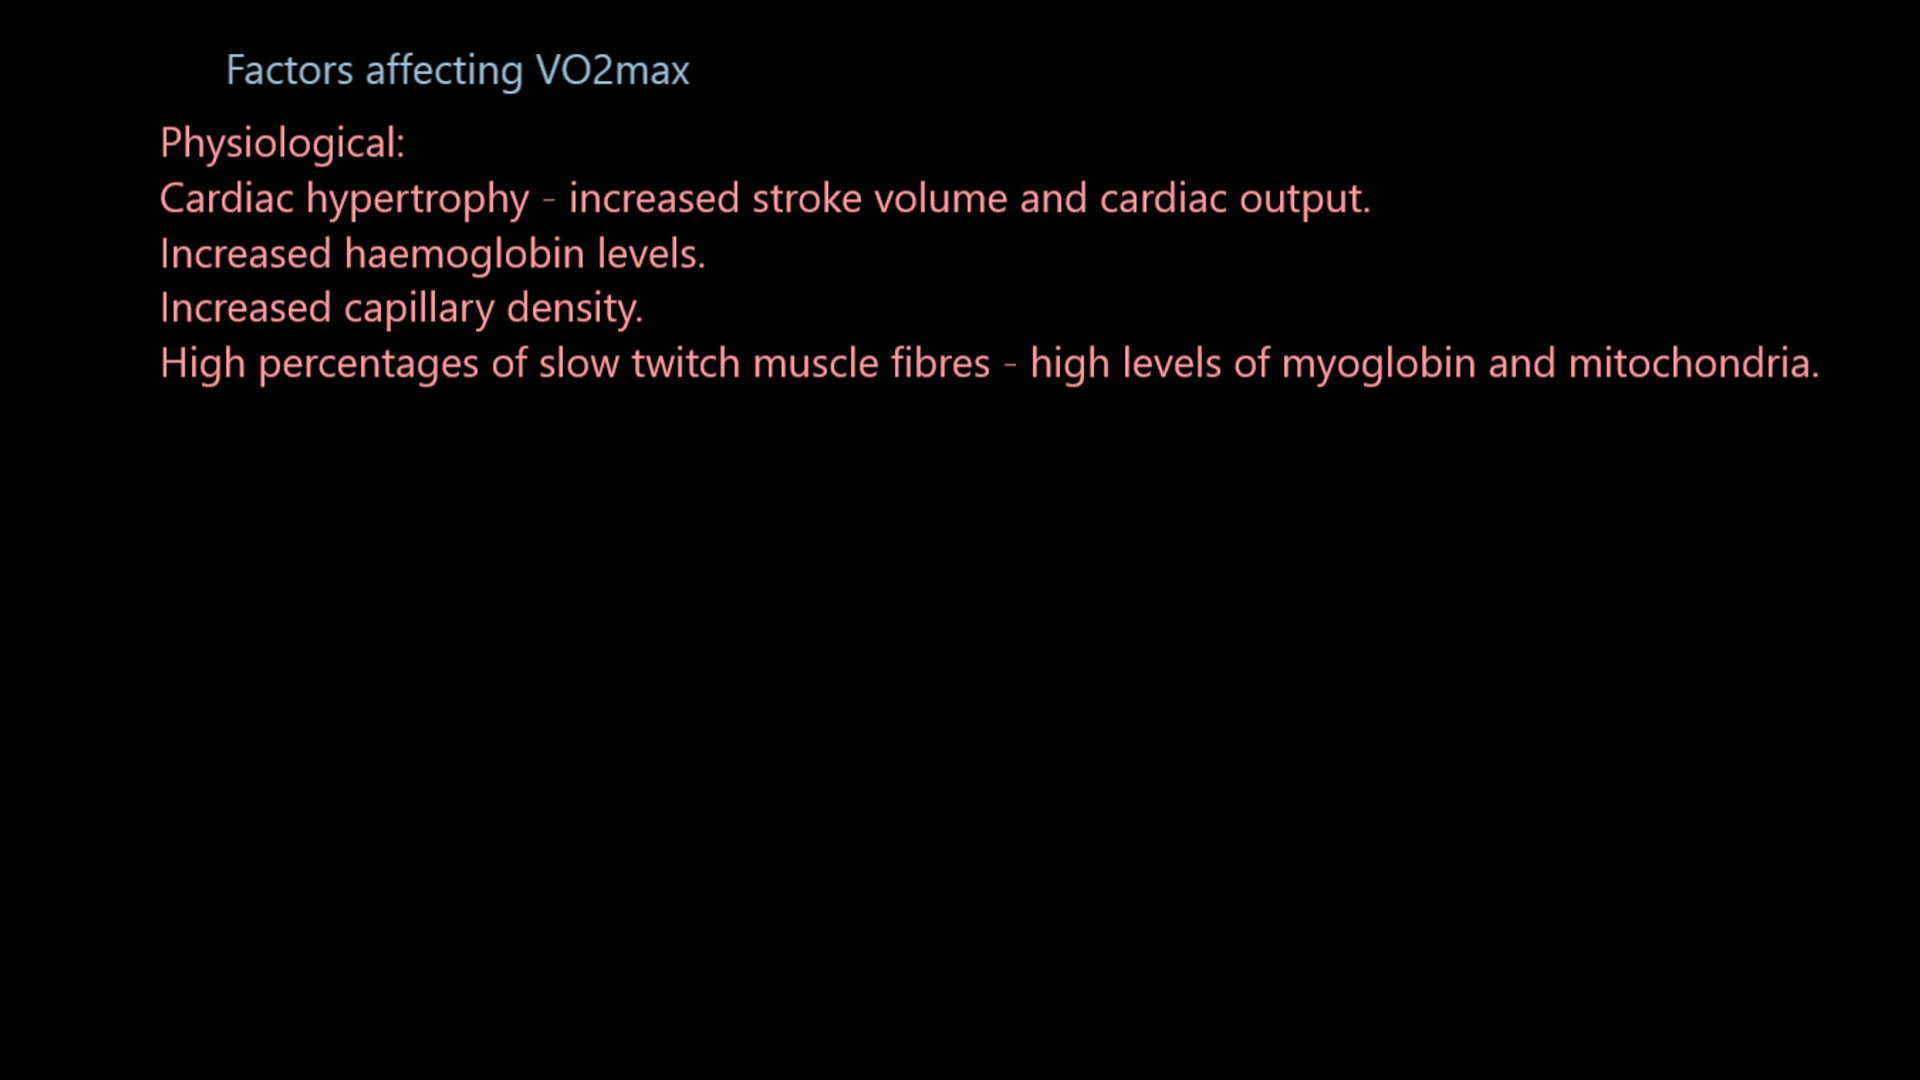 Factors affecting VO2max
Physiological:
Cardiac hypertrophy - increased stroke volume and cardiac output.
Increased haemoglobin levels.
Increased capillary density.
High percentages of slow twitch muscle fibres - high levels of myoglobin and mitochondria.